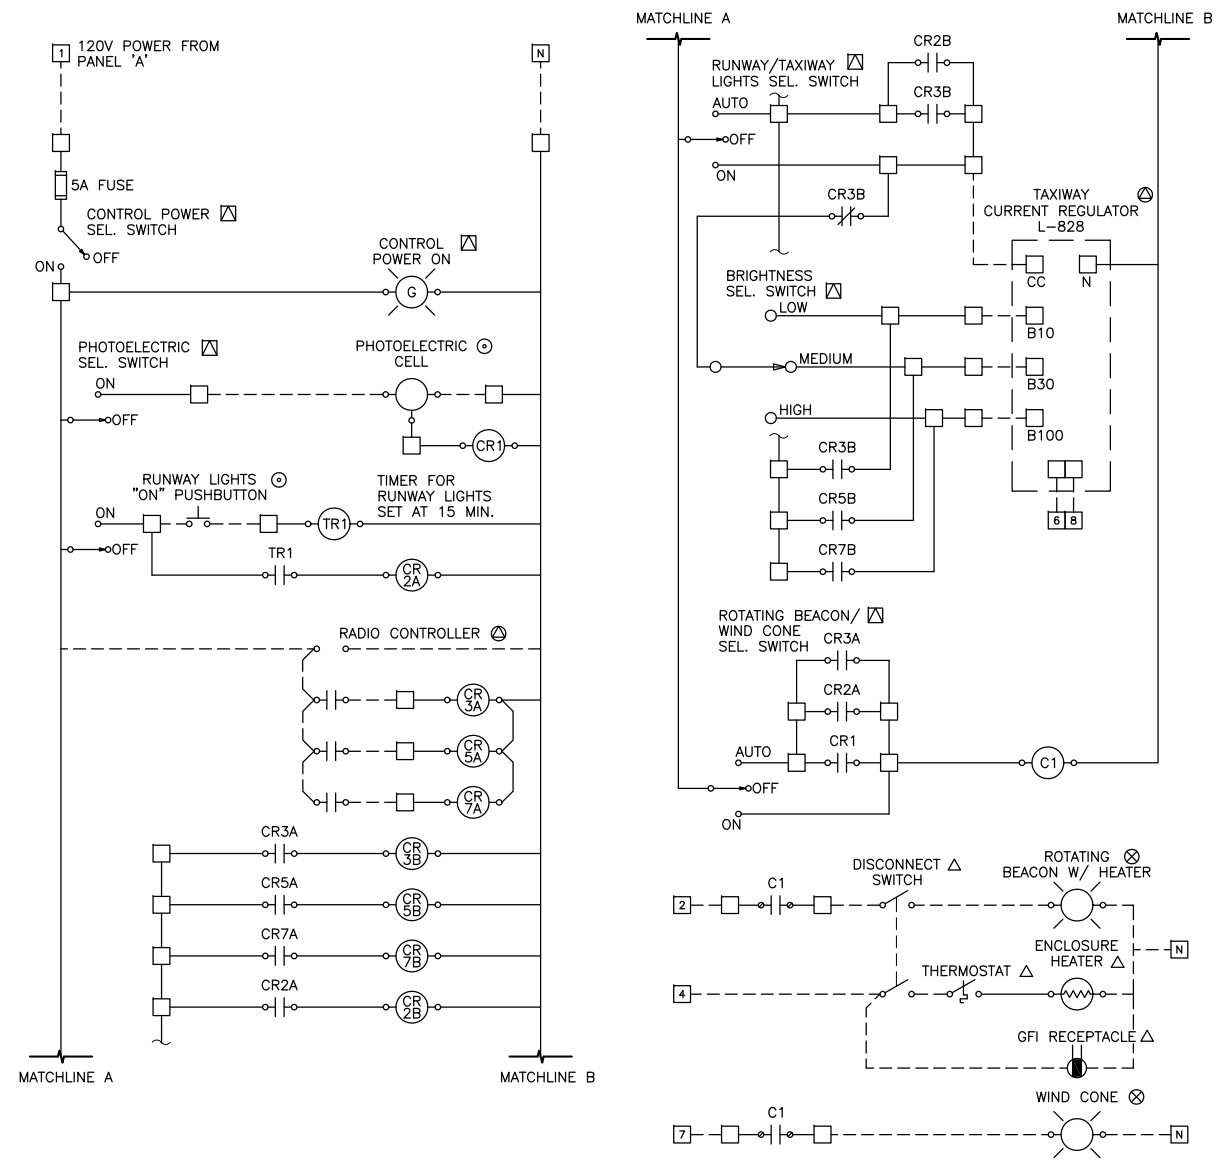 1
120V POWER FROM
PANEL 'A'
N
5A FUSE
CONTROL POWER
SEL. SWITCH
OFF
ON
CONTROL
POWER ON
G
PHOTOELECTRIC
SEL. SWITCH
ON
OFF
PHOTOELECTRIC
CELL
CR1
RUNWAY LIGHTS
"ON" PUSHBUTTON
TIMER FOR
RUNWAY LIGHTS
SET AT 15 MIN.
ON
TR1
OFF
TR1
CR
2A
RADIO CONTROLLER
CR
3A
CR
5A
CR
7A
CR3A
CR
3B
CR5A
CR
5B
CR7A
CR
7B
CR2A
CR
2B
MATCHLINE A
MATCHLINE B
MATCHLINE A
MATCHLINE B
RUNWAY/TAXIWAY
LIGHTS SEL. SWITCH
CR2B
CR3B
AUTO
OFF
ON
CR3B
TAXIWAY
CURRENT REGULATOR
L-828
CC
N
BRIGHTNESS
SEL. SWITCH
LOW
B10
MEDIUM
B30
HIGH
B100
CR3B
CR5B
CR7B
6
8
ROTATING BEACON/
WIND CONE
SEL. SWITCH
CR3A
CR2A
CR1
AUTO
C1
OFF
ON
DISCONNECT
SWITCH
ROTATING
BEACON W/ HEATER
2
C1
N
ENCLOSURE
HEATER
THERMOSTAT
4
GFI RECEPTACLE
WIND CONE
7
C1
N